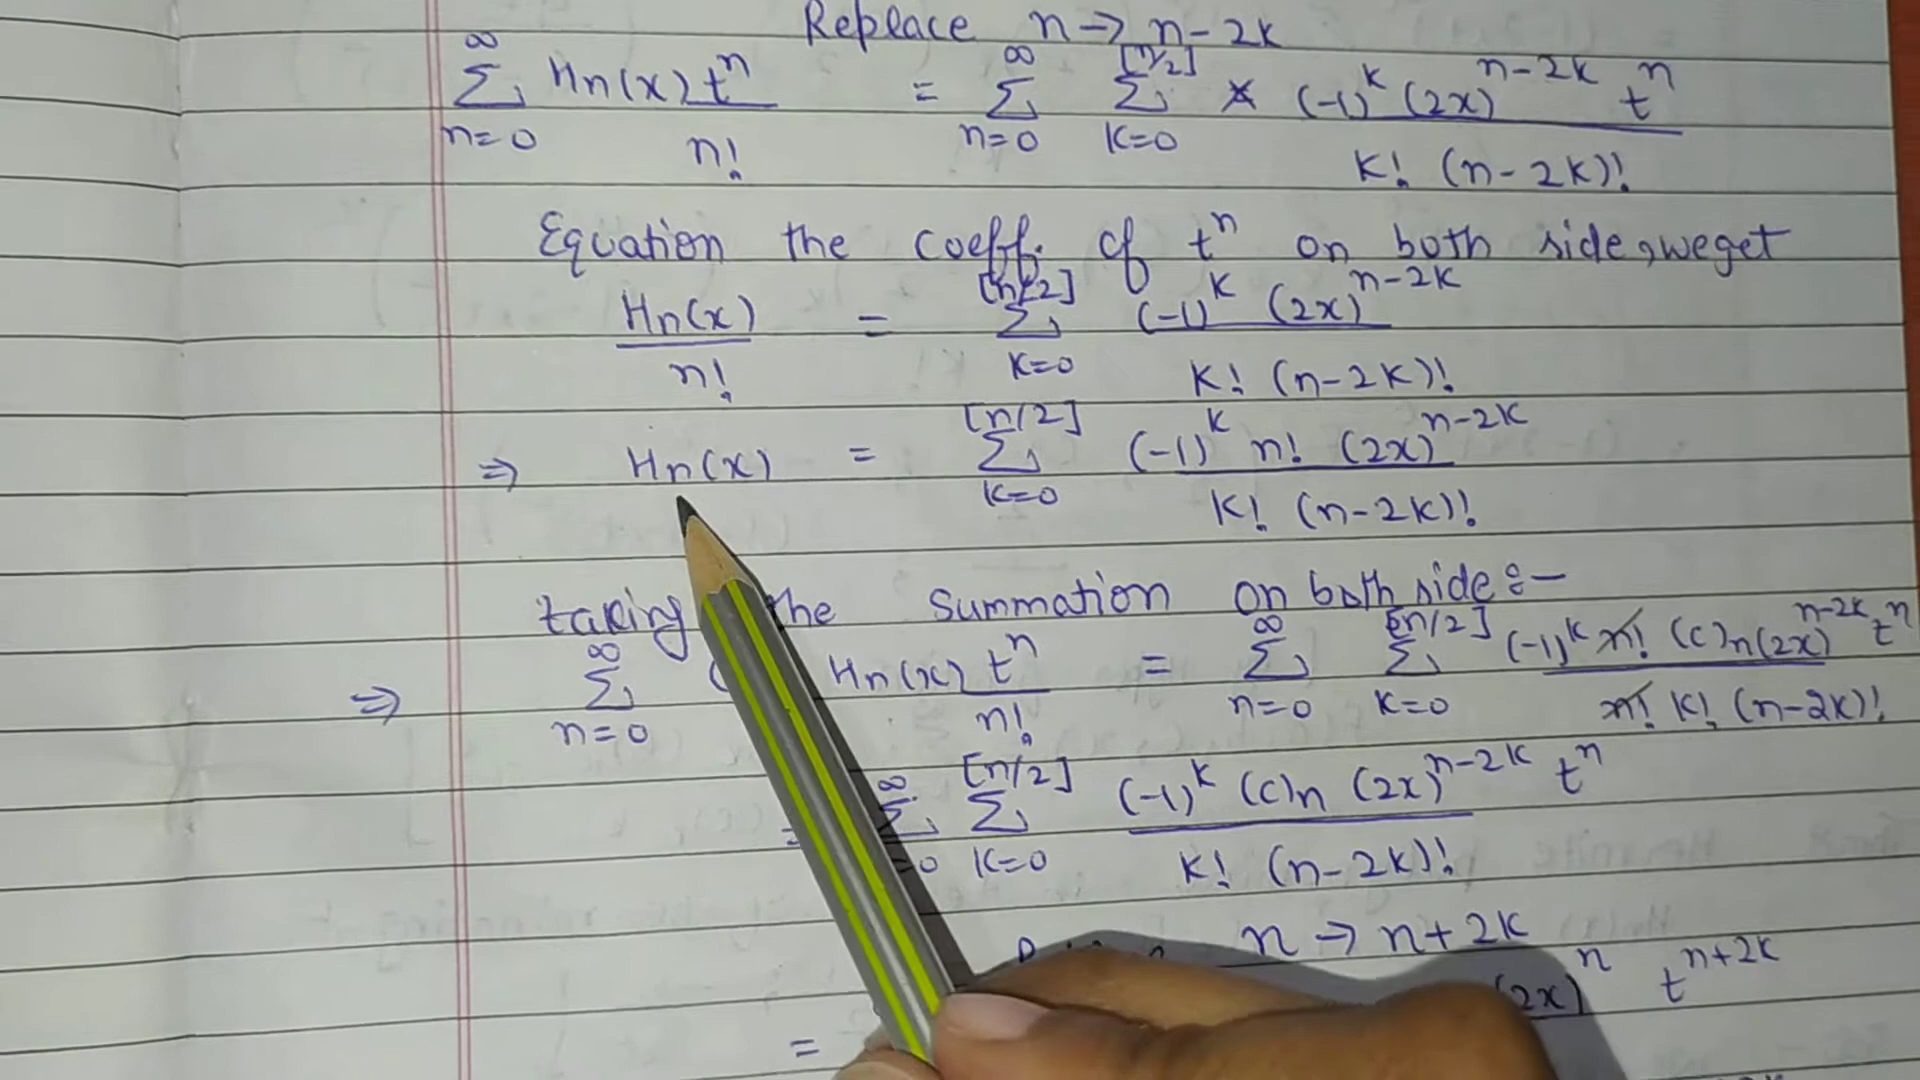 Replace n → n-2k
∞ Σ n=0 Hn(x) t^n / n! = ∞ Σ n=0 [n/2] Σ k=0 (-1)^k (2x)^n-2k t^n / k! (n-2k)!
Equation the coeff. of t^n on both side, we get
Hn(x) / n! = [n/2] Σ k=0 (-1)^k (2x)^n-2k / k! (n-2k)!
⇒ Hn(x) = [n/2] Σ k=0 (-1)^k n! (2x)^n-2k / k! (n-2k)!
taking the summation on both side :-
⇒ ∞ Σ n=0 ( Hn(x) t^n / n! = ∞ Σ n=0 [n/2] Σ k=0 (-1)^k n! (c)n (2x)^n-2k t^n / n! k! (n-2k)!
= ∞ Σ =0 [n/2] Σ k=0 (-1)^k (c)n (2x)^n-2k t^n / k! (n-2k)!
n → n+2k
= (2x)^n t^n+2k